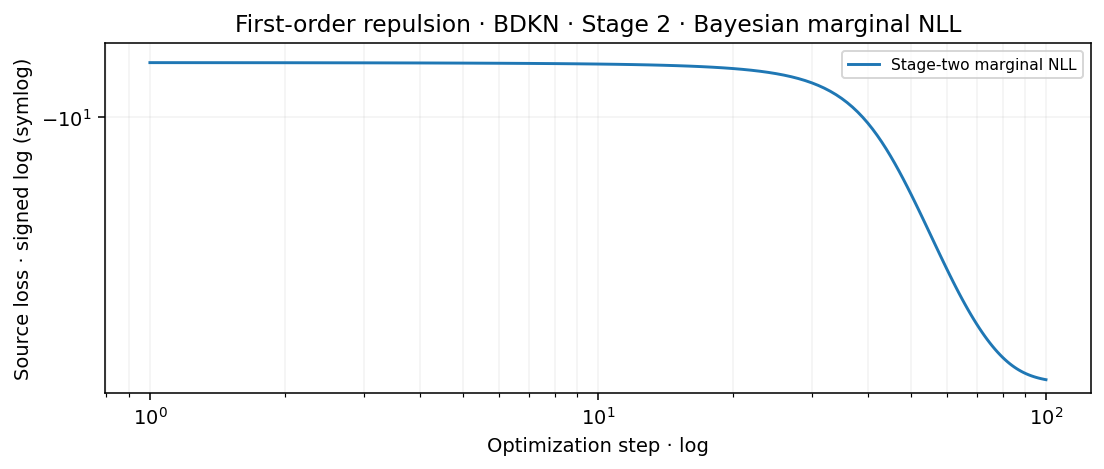 First-order repulsion · BDKN · Stage 2 · Bayesian marginal NLL
Stage-two marginal NLL
Source loss · signed log (symlog)
−10¹
10⁰ 10¹ 10²
Optimization step · log